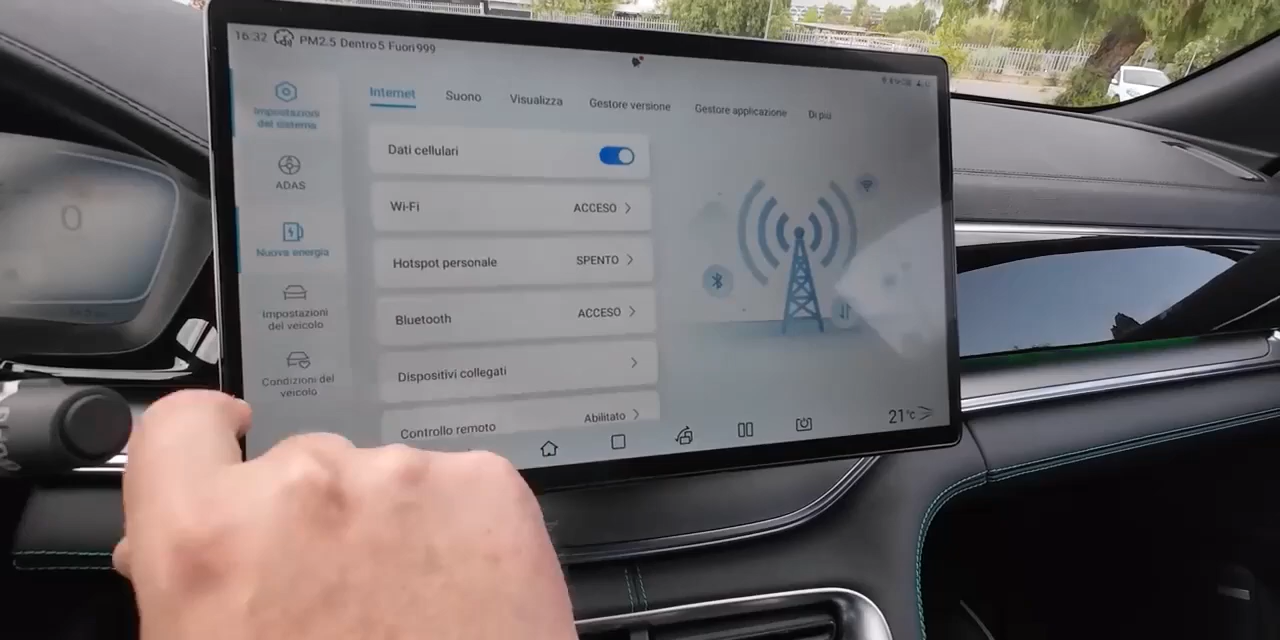 16:32 PM2.5 Dentro 5 Fuori 999
Internet Suono Visualizza Gestore versione Gestore applicazione Di più
Impostazioni
del sistema
ADAS
Nuova energia
Impostazioni
del veicolo
Condizioni del
veicolo
Dati cellulari
Wi-Fi ACCESO
Hotspot personale SPENTO
Bluetooth ACCESO
Dispositivi collegati
Controllo remoto Abilitato
21°C
0